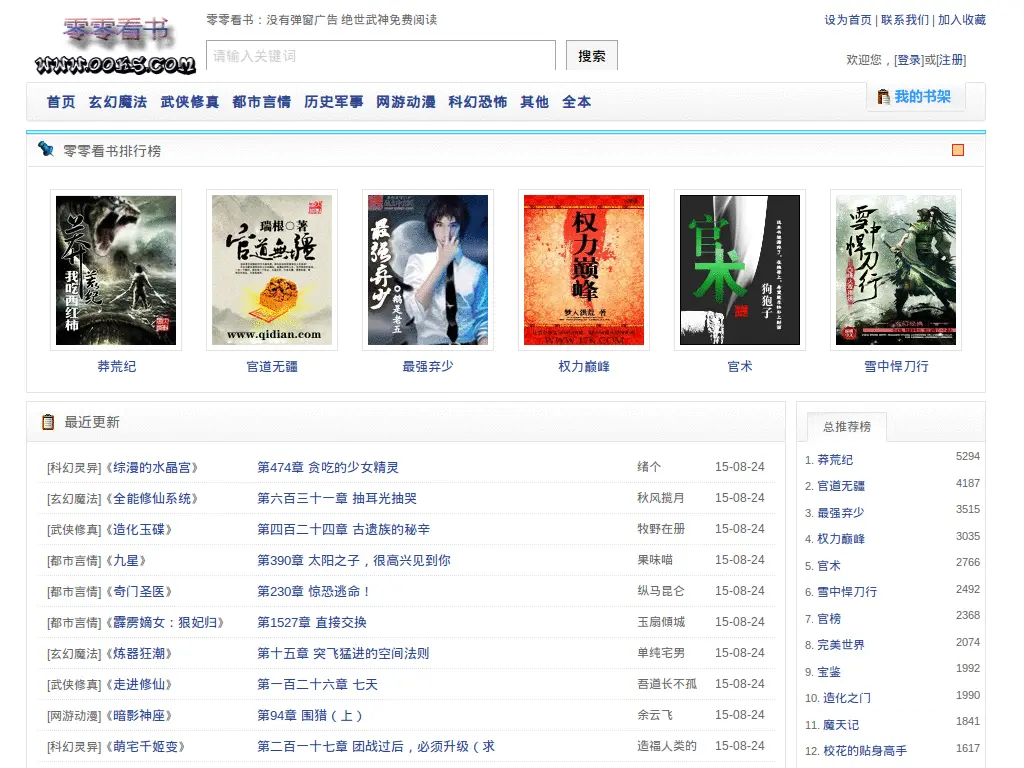 零零看书
www.00ks.com
零零看书：没有弹窗广告 绝世武神免费阅读
设为首页 | 联系我们 | 加入收藏
请输入关键词
搜索
欢迎您，[登录]或[注册]
首页 玄幻魔法 武侠修真 都市言情 历史军事 网游动漫 科幻恐怖 其他 全本
我的书架
零零看书排行榜
莽荒纪
我吃西红柿
瑞根○著
官道無疆
www.qidian.com
最强弃少
鹅是老五
权力巅峰
梦入洪荒 著
官术
狗狍子
雪中悍刀行
莽荒纪
官道无疆
最强弃少
权力巅峰
官术
雪中悍刀行
最近更新
[科幻灵异]《综漫的水晶宫》 第474章 贪吃的少女精灵 绪个 15-08-24
[玄幻魔法]《全能修仙系统》 第六百三十一章 抽耳光抽哭 秋风揽月 15-08-24
[武侠修真]《造化玉碟》 第四百二十四章 古遗族的秘辛 牧野在册 15-08-24
[都市言情]《九星》 第390章 太阳之子，很高兴见到你 果味喵 15-08-24
[都市言情]《奇门圣医》 第230章 惊恐逃命！ 纵马昆仑 15-08-24
[都市言情]《霹雳嫡女：狠妃归》 第1527章 直接交换 玉扇倾城 15-08-24
[玄幻魔法]《炼器狂潮》 第十五章 突飞猛进的空间法则 单纯宅男 15-08-24
[武侠修真]《走进修仙》 第一百二十六章 七天 吾道长不孤 15-08-24
[网游动漫]《暗影神座》 第94章 围猎（上） 余云飞 15-08-24
[科幻灵异]《萌宅千姬变》 第二百一十七章 团战过后，必须升级（求 造福人类的 15-08-24
总推荐榜
1. 莽荒纪 5294
2. 官道无疆 4187
3. 最强弃少 3515
4. 权力巅峰 3035
5. 官术 2766
6. 雪中悍刀行 2492
7. 官榜 2368
8. 完美世界 2074
9. 宝鉴 1992
10. 造化之门 1990
11. 魔天记 1841
12. 校花的贴身高手 1617